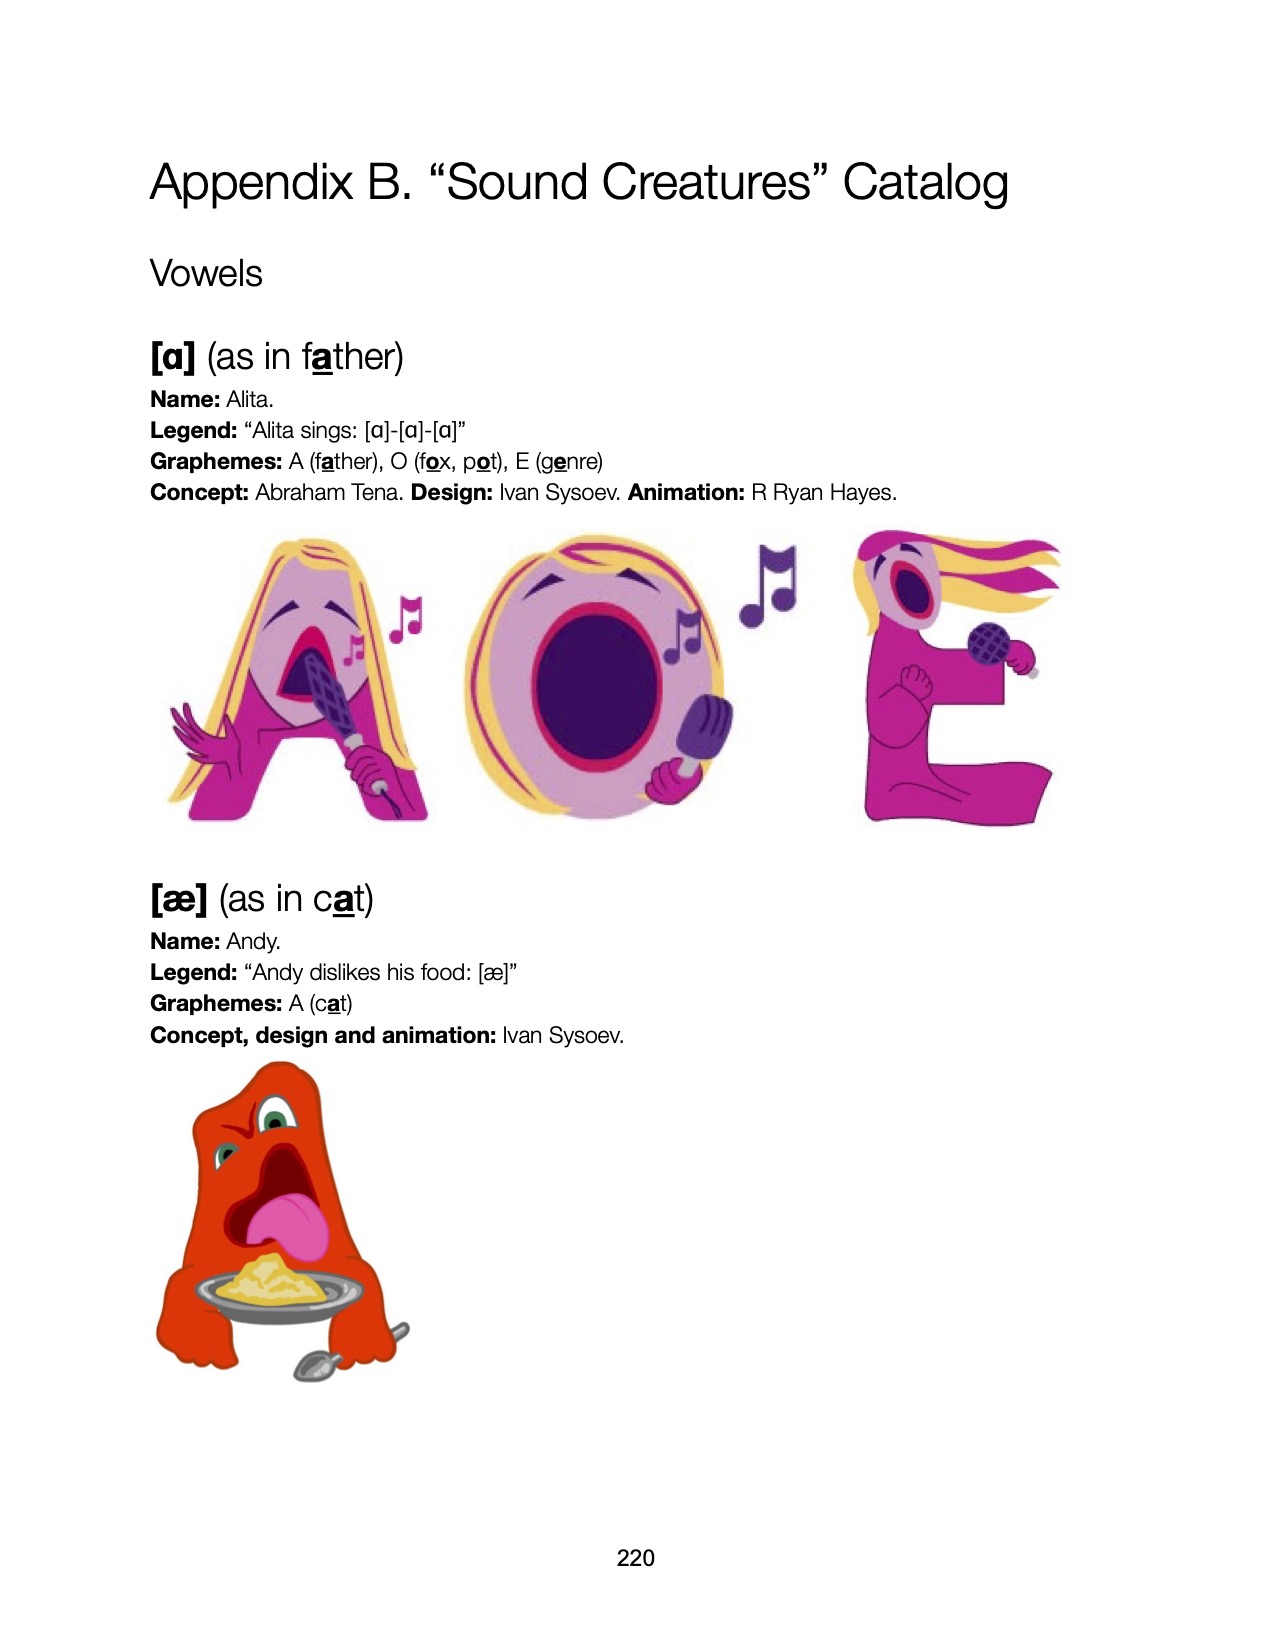 Appendix B. “Sound Creatures” Catalog
Vowels
[ɑ] (as in father)
Name: Alita.
Legend: “Alita sings: [ɑ]-[ɑ]-[ɑ]”
Graphemes: A (father), O (fox, pot), E (genre)
Concept: Abraham Tena. Design: Ivan Sysoev. Animation: R Ryan Hayes.
A O E
[æ] (as in cat)
Name: Andy.
Legend: “Andy dislikes his food: [æ]”
Graphemes: A (cat)
Concept, design and animation: Ivan Sysoev.
A
220